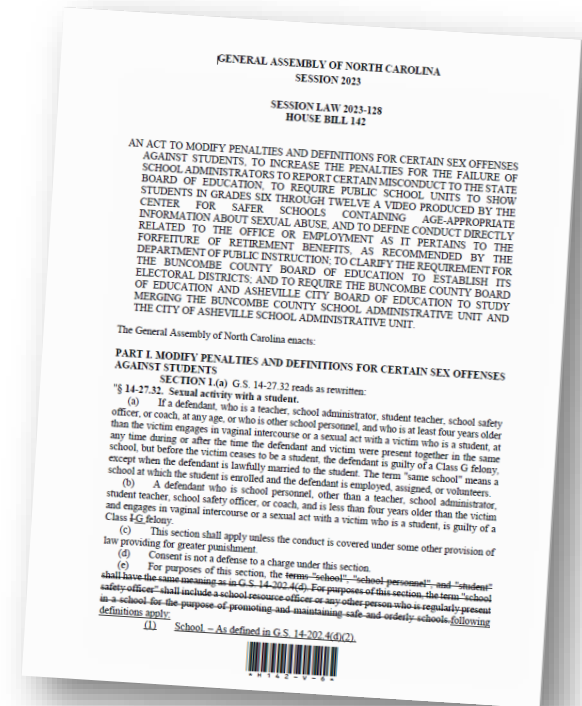 GENERAL ASSEMBLY OF NORTH CAROLINA
SESSION 2023
SESSION LAW 2023-128
HOUSE BILL 142
AN ACT TO MODIFY PENALTIES AND DEFINITIONS FOR CERTAIN SEX OFFENSES
AGAINST STUDENTS, TO INCREASE THE PENALTIES FOR THE FAILURE OF
SCHOOL ADMINISTRATORS TO REPORT CERTAIN MISCONDUCT TO THE STATE
BOARD OF EDUCATION, TO REQUIRE PUBLIC SCHOOL UNITS TO SHOW
STUDENTS IN GRADES SIX THROUGH TWELVE A VIDEO PRODUCED BY THE
CENTER FOR SAFER SCHOOLS CONTAINING AGE-APPROPRIATE
INFORMATION ABOUT SEXUAL ABUSE, AND TO DEFINE CONDUCT DIRECTLY
RELATED TO THE OFFICE OR EMPLOYMENT AS IT PERTAINS TO THE
FORFEITURE OF RETIREMENT BENEFITS, AS RECOMMENDED BY THE
DEPARTMENT OF PUBLIC INSTRUCTION; TO CLARIFY THE REQUIREMENT FOR
THE BUNCOMBE COUNTY BOARD OF EDUCATION TO ESTABLISH ITS
ELECTORAL DISTRICTS; AND TO REQUIRE THE BUNCOMBE COUNTY BOARD
OF EDUCATION AND ASHEVILLE CITY BOARD OF EDUCATION TO STUDY
MERGING THE BUNCOMBE COUNTY SCHOOL ADMINISTRATIVE UNIT AND
THE CITY OF ASHEVILLE SCHOOL ADMINISTRATIVE UNIT.
The General Assembly of North Carolina enacts:
PART I. MODIFY PENALTIES AND DEFINITIONS FOR CERTAIN SEX OFFENSES
AGAINST STUDENTS
SECTION 1.(a) G.S. 14-27.32 reads as rewritten:
"§ 14-27.32. Sexual activity with a student.
(a) If a defendant, who is a teacher, school administrator, student teacher, school safety
officer, or coach, at any age, or who is other school personnel, and who is at least four years older
than the victim engages in vaginal intercourse or a sexual act with a victim who is a student, at
any time during or after the time the defendant and victim were present together in the same
school, but before the victim ceases to be a student, the defendant is guilty of a Class G felony,
except when the defendant is lawfully married to the student. The term "same school" means a
school at which the student is enrolled and the defendant is employed, assigned, or volunteers.
(b) A defendant who is school personnel, other than a teacher, school administrator,
student teacher, school safety officer, or coach, and is less than four years older than the victim
and engages in vaginal intercourse or a sexual act with a victim who is a student, is guilty of a
Class I G felony.
(c) This section shall apply unless the conduct is covered under some other provision of
law providing for greater punishment.
(d) Consent is not a defense to a charge under this section.
(e) For purposes of this section, the terms "school", "school personnel", and "student"
shall have the same meaning as in G.S. 14-202.4(d). For purposes of this section, the term "school
safety officer" shall include a school resource officer or any other person who is regularly present
in a school for the purpose of promoting and maintaining safe and orderly schools.following
definitions apply:
(1) School. – As defined in G.S. 14-202.4(d)(2).
*H142-V-6*